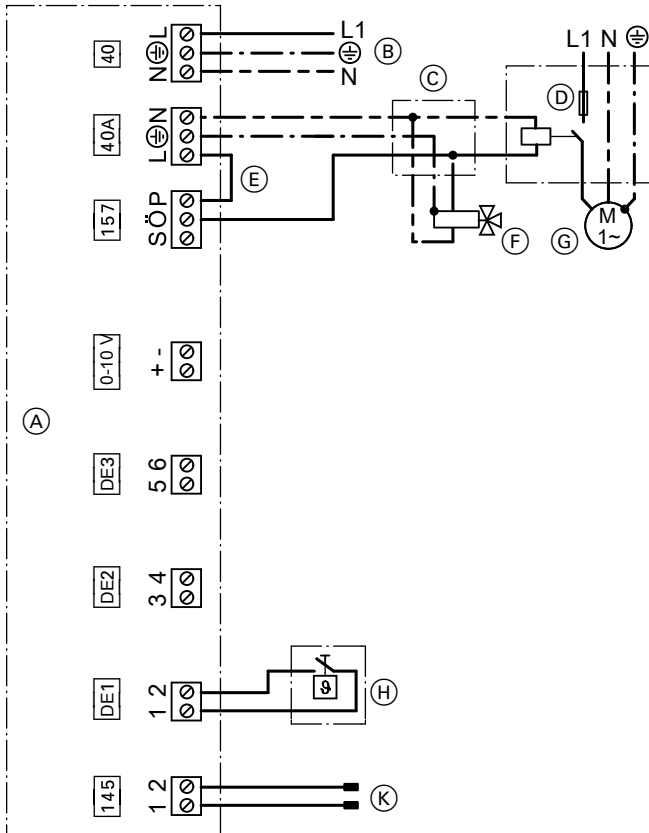 40
L
N
L1
B
N
C
L1 N
D
40A
N
L
E
157
S Ö P
F
G
M
1~
0-10 V
+ -
A
DE3
5 6
DE2
3 4
DE1
1 2
ϑ
H
145
1 2
K